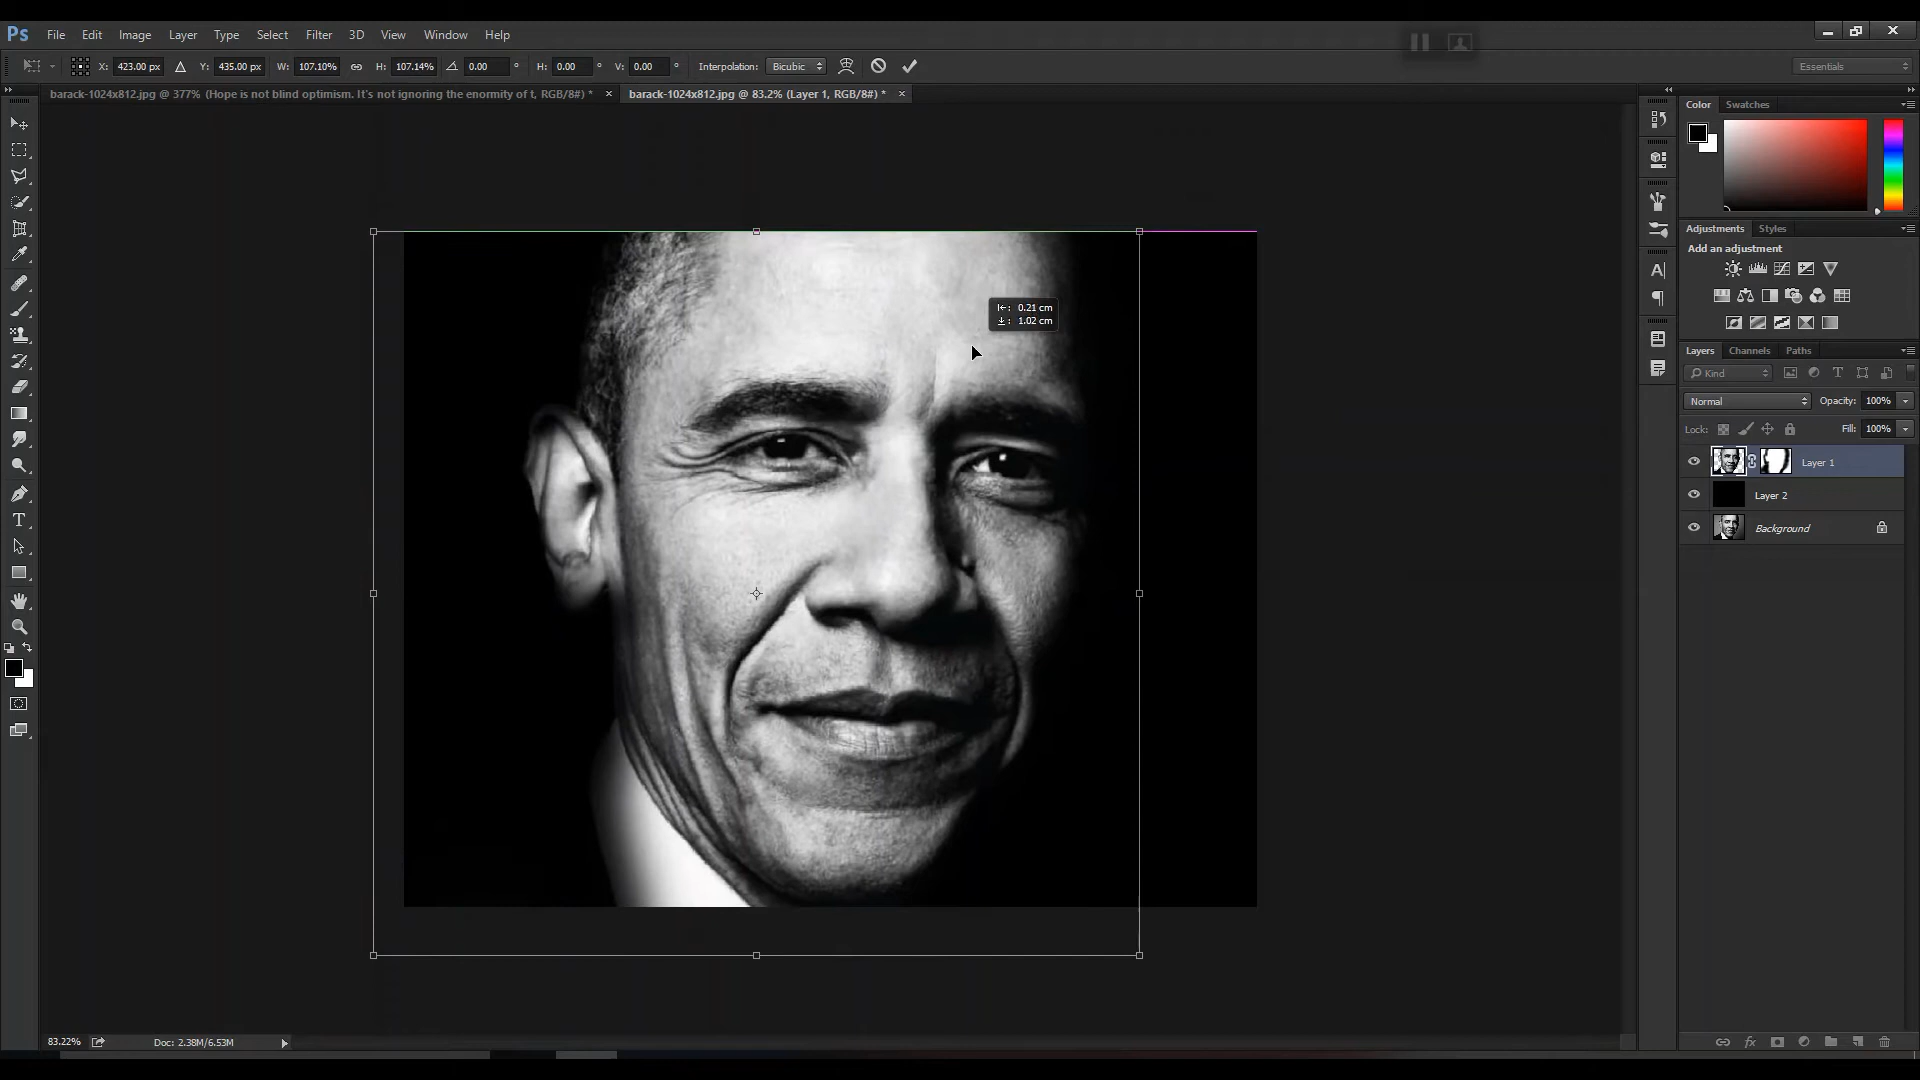 Ps File Edit Image Layer Type Select Filter 3D View Window Help
X: 423.00 px Y: 435.00 px W: 107.10% H: 107.14% 0.00 ° H: 0.00 ° V: 0.00 ° Interpolation: Bicubic Essentials
barack-1024x812.jpg @ 377% (Hope is not blind optimism. It's not ignoring the enormity of t, RGB/8#) * barack-1024x812.jpg @ 83.2% (Layer 1, RGB/8#) *
Color Swatches
Adjustments Styles
Add an adjustment
0.21 cm
1.02 cm
Layers Channels Paths
Kind
Normal Opacity: 100%
Lock: Fill: 100%
Layer 1
Layer 2
Background
83.22% Doc: 2.38M/6.53M